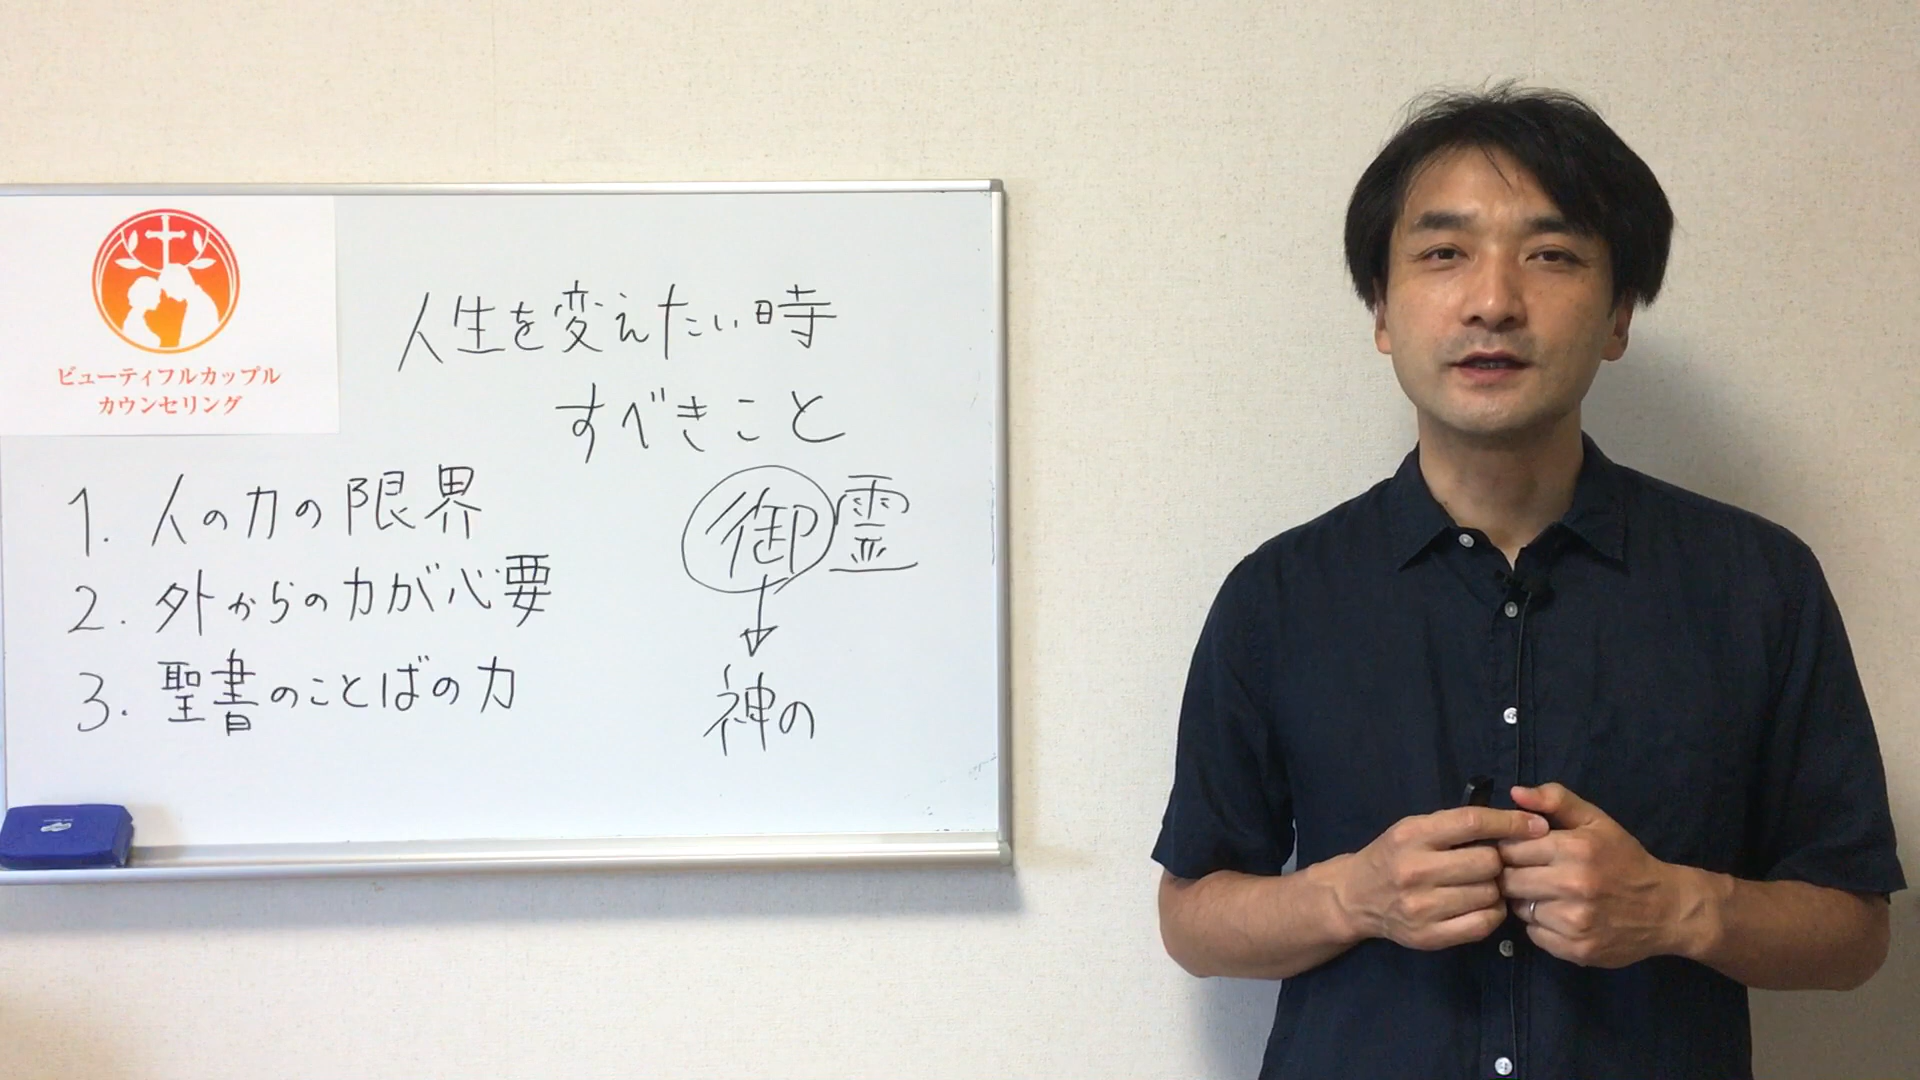 ビューティフルカップル
カウンセリング
人生を変えたい時
すべきこと
1. 人の力の限界
2. 外からの力が必要
3. 聖書のことばの力
御霊
神の